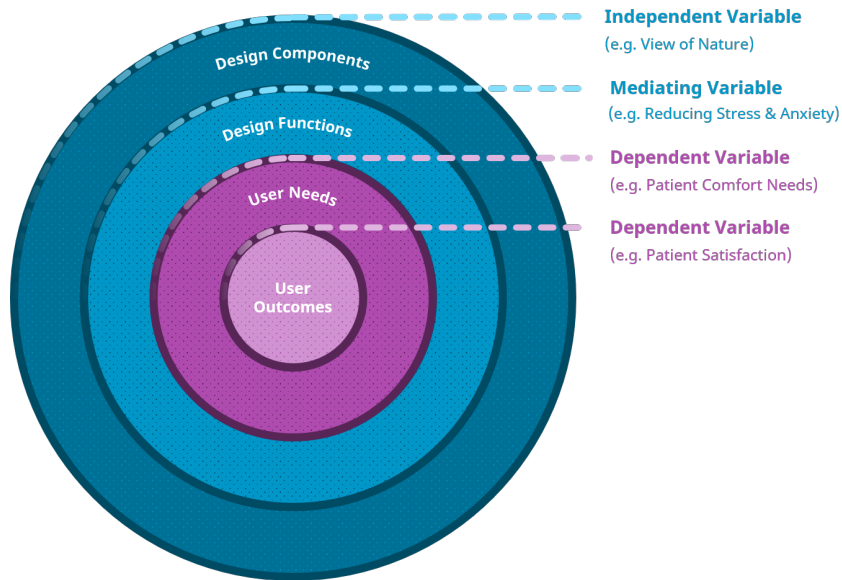 Independent Variable
(e.g. View of Nature)
Design Components
Mediating Variable
(e.g. Reducing Stress & Anxiety)
Design Functions
Dependent Variable
(e.g. Patient Comfort Needs)
User Needs
Dependent Variable
(e.g. Patient Satisfaction)
User
Outcomes